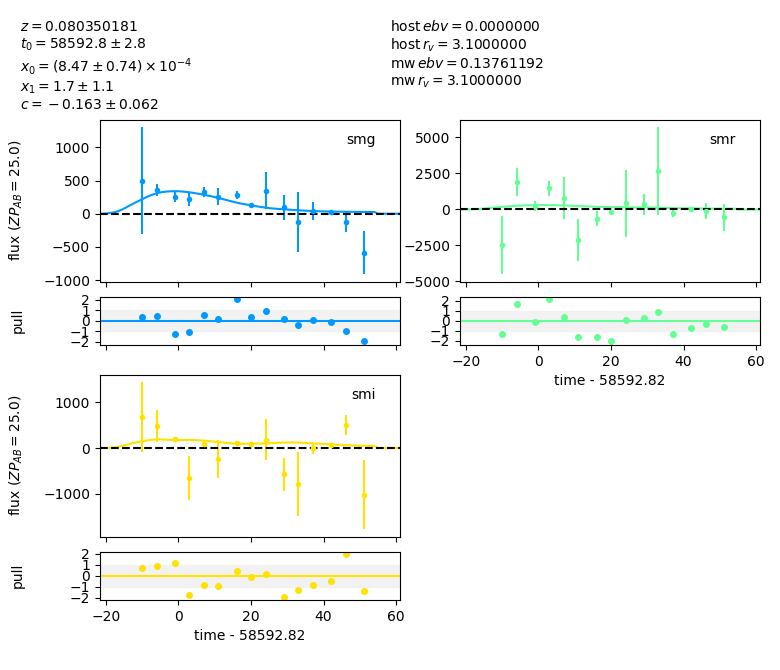 z = 0.080350181
t₀ = 58592.8 ± 2.8
x₀ = (8.47 ± 0.74) × 10⁻⁴
x₁ = 1.7 ± 1.1
c = −0.163 ± 0.062
host ebv = 0.0000000
host r_v = 3.1000000
mw ebv = 0.13761192
mw r_v = 3.1000000
flux (ZP_AB = 25.0)
1000
500
0
−500
−1000
smg
5000
2500
0
−2500
−5000
smr
pull
2
1
0
−1
−2
2
1
0
−1
−2
−20 0 20 40 60
time - 58592.82
flux (ZP_AB = 25.0)
1000
0
−1000
smi
pull
2
1
0
−1
−2
−20 0 20 40 60
time - 58592.82